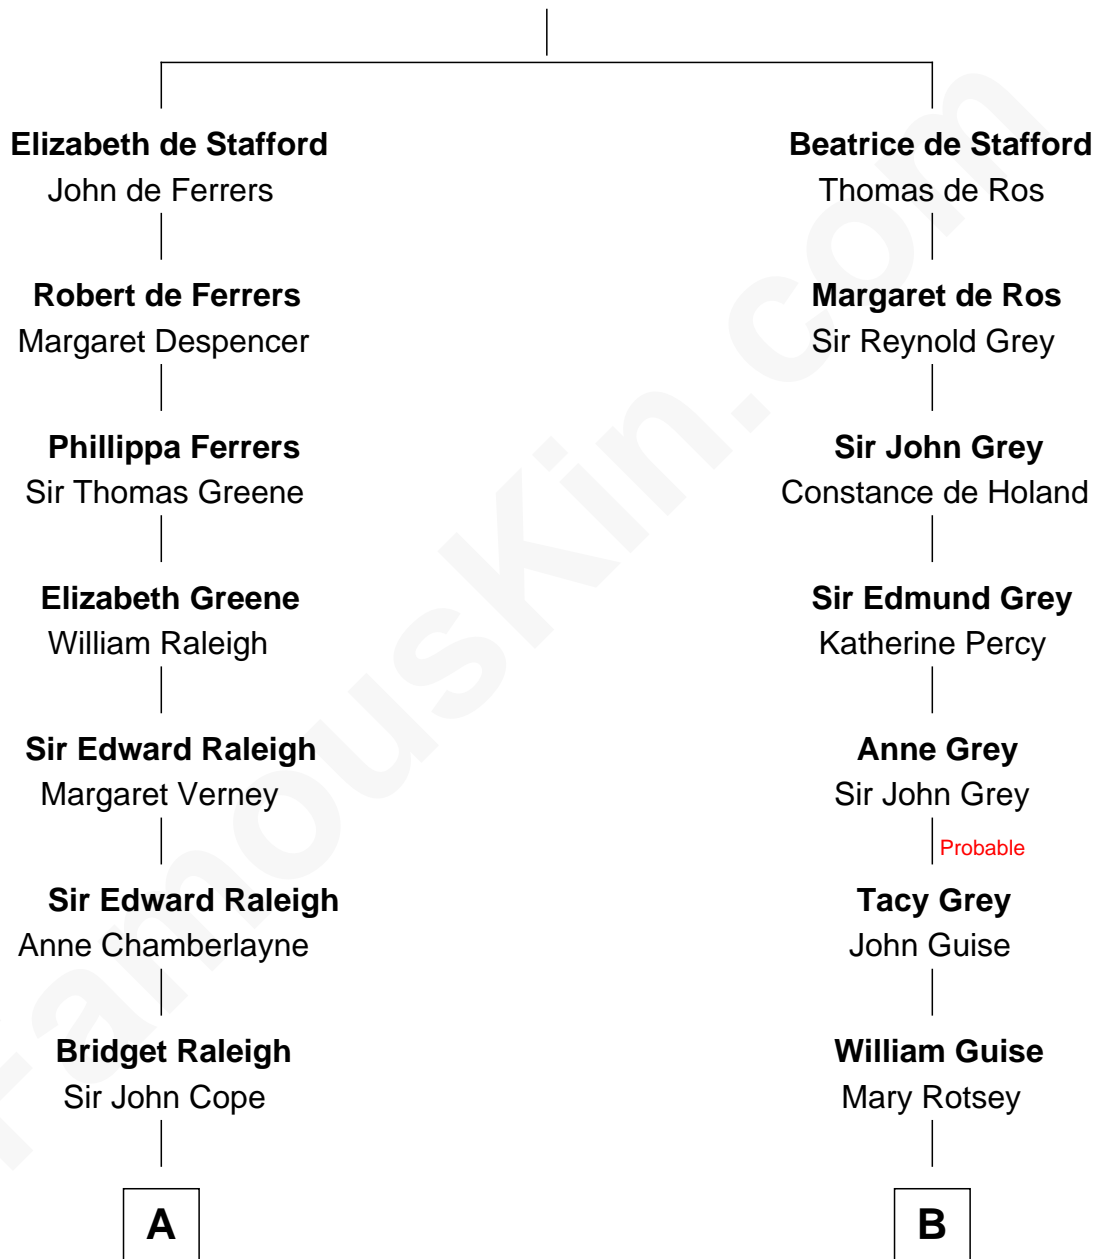 Elizabeth de Stafford
John de Ferrers
Robert de Ferrers
Margaret Despencer
Phillippa Ferrers
Sir Thomas Greene
Elizabeth Greene
William Raleigh
Sir Edward Raleigh
Margaret Verney
Sir Edward Raleigh
Anne Chamberlayne
Bridget Raleigh
Sir John Cope
A
Beatrice de Stafford
Thomas de Ros
Margaret de Ros
Sir Reynold Grey
Sir John Grey
Constance de Holand
Sir Edmund Grey
Katherine Percy
Anne Grey
Sir John Grey
Probable
Tacy Grey
John Guise
William Guise
Mary Rotsey
B
FamousKin.com